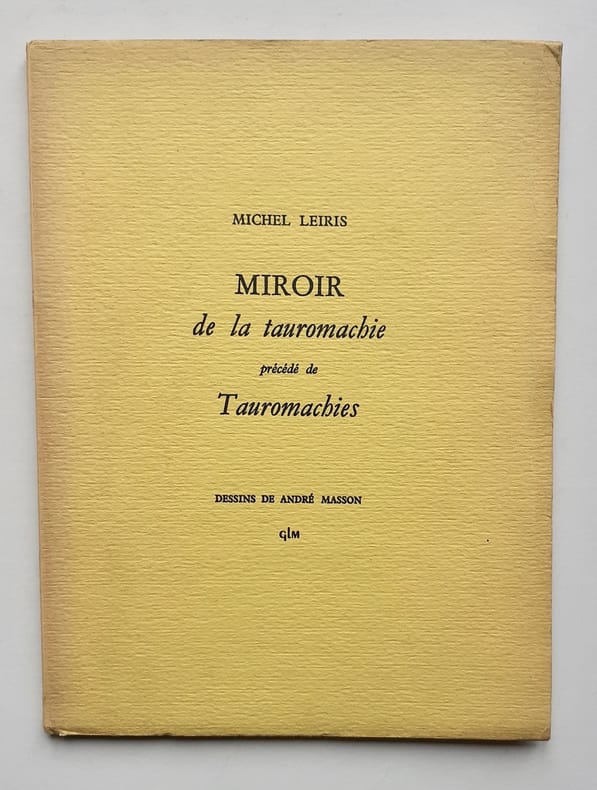 MICHEL LEIRIS
MIROIR
de la tauromachie
précédé de
Tauromachies
DESSINS DE ANDRÉ MASSON
GLM